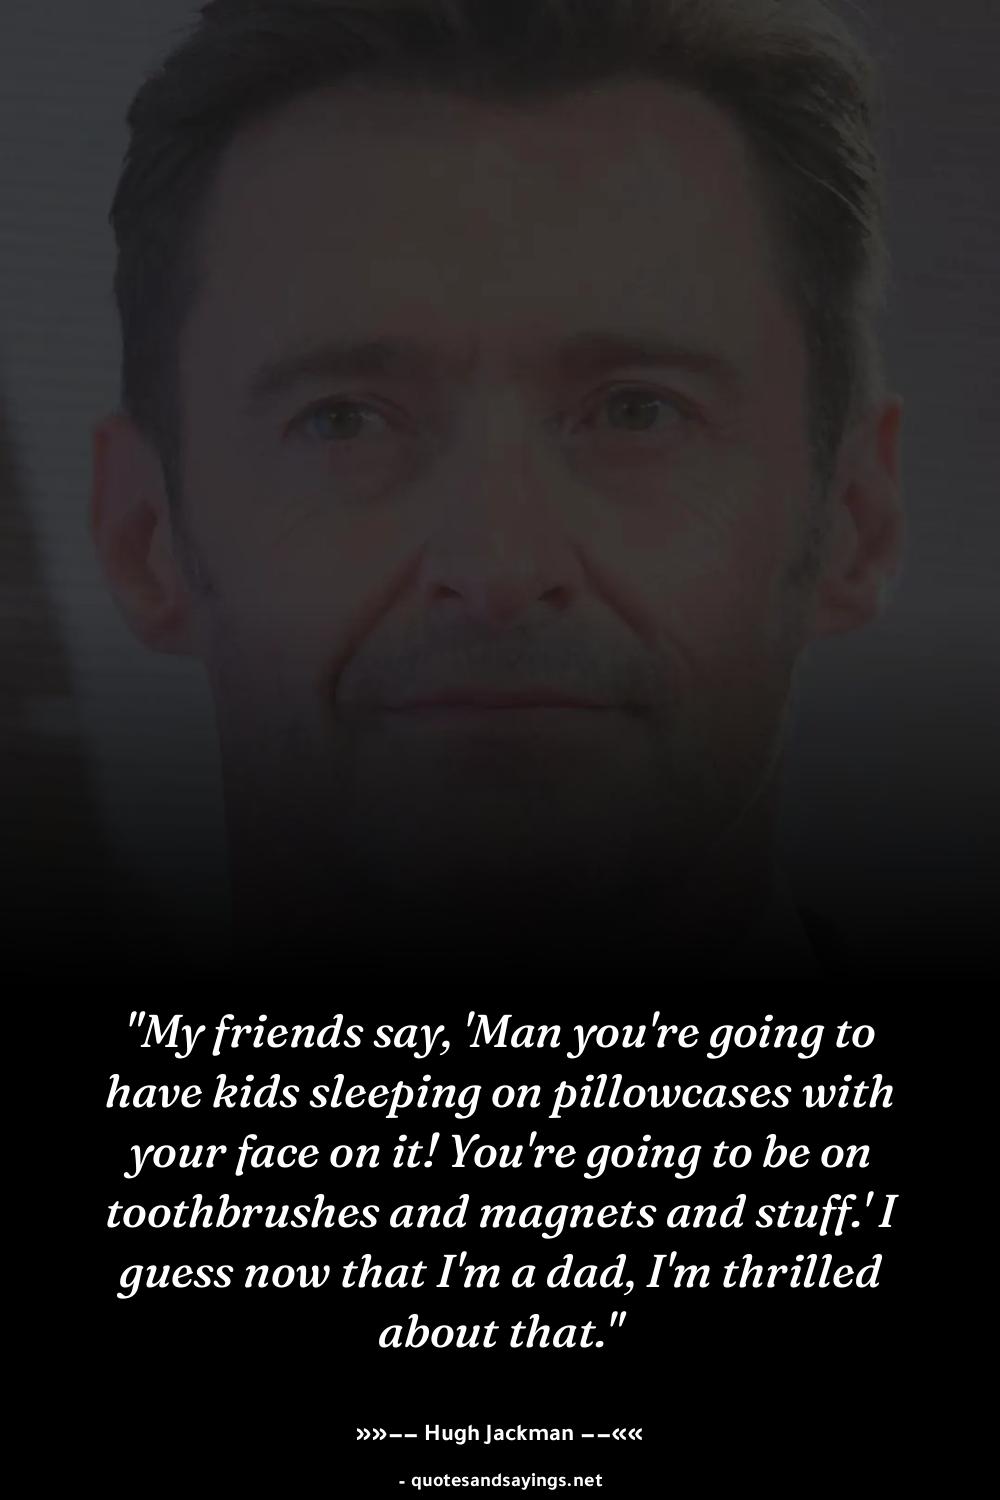 "My friends say, 'Man you're going to
have kids sleeping on pillowcases with
your face on it! You're going to be on
toothbrushes and magnets and stuff.' I
guess now that I'm a dad, I'm thrilled
about that."
»»–– Hugh Jackman ––««
- quotesandsayings.net